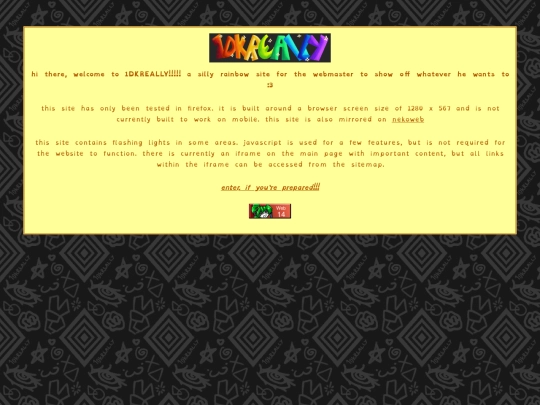 1DKREALLY
hi there, welcome to 1DKREALLY!!!!! a silly rainbow site for the webmaster to show off whatever he wants to
:3
this site has only been tested in firefox. it is built around a browser screen size of 1280 x 567 and is not
currently built to work on mobile. this site is also mirrored on nekoweb
this site contains flashing lights in some areas. javascript is used for a few features, but is not required for
the website to function. there is currently an iframe on the main page with important content, but all links
within the iframe can be accessed from the sitemap.
enter, if you're prepared!!!
Web
14